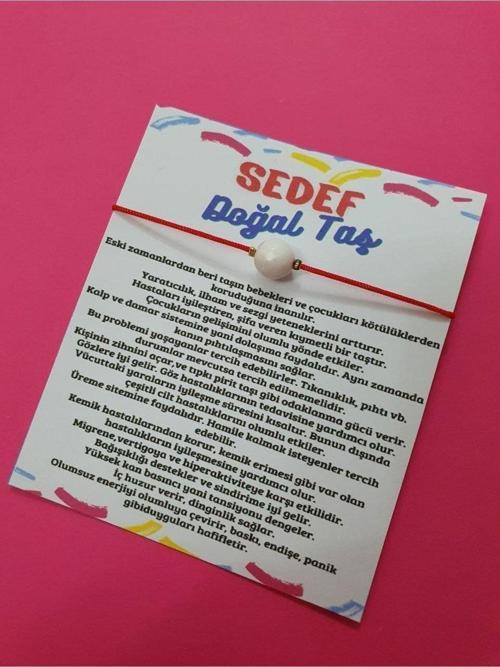 SEDEF
Doğal Taş
Eski zamanlardan beri taşın bebekleri ve çocukları kötülüklerden
koruduğuna inanılır.
Yaratıcılık, ilham ve sezgi yeteneklerini arttırır.
Hastaları iyileştiren, şifa veren kıymetli bir taştır.
Çocukların gelişimini olumlu yönde etkiler.
Kalp ve damar sistemine yeni dolaşıma faydalıdır. Aynı zamanda
kanın pıhtılaşmasını sağlar.
Bu problemi yaşayanlar tercih edebilirler. Tıkanıklık, pıhtı vb.
durumlar mevcutsa tercih edilmemelidir.
Kişinin zihnini açar, ve tıpkı pirit taşı gibi odaklanma gücü verir.
Gözlere iyi gelir. Göz hastalıklarının tedavisine yardımcı olur.
Vücuttaki yaraların iyileşme süresini kısaltır. Bunun dışında
çeşitli cilt hastalıklarını olumlu etkiler.
Üreme sitemine faydalıdır. Hamile kalmak isteyenler tercih
edebilir.
Kemik hastalıklarından korur, kemik erimesi gibi var olan
hastalıkların iyileşmesine yardımcı olur.
Migrene, vertigoya ve hiperaktiviteye karşı etkilidir.
Bağışıklığı destekler ve sindirime iyi gelir.
Yüksek kan basıncı yani tansiyonu dengeler.
İç huzur verir, dinginlik sağlar.
Olumsuz enerjiyi olumluya çevirir, baskı, endişe, panik
gibiduyguları hafifletir.